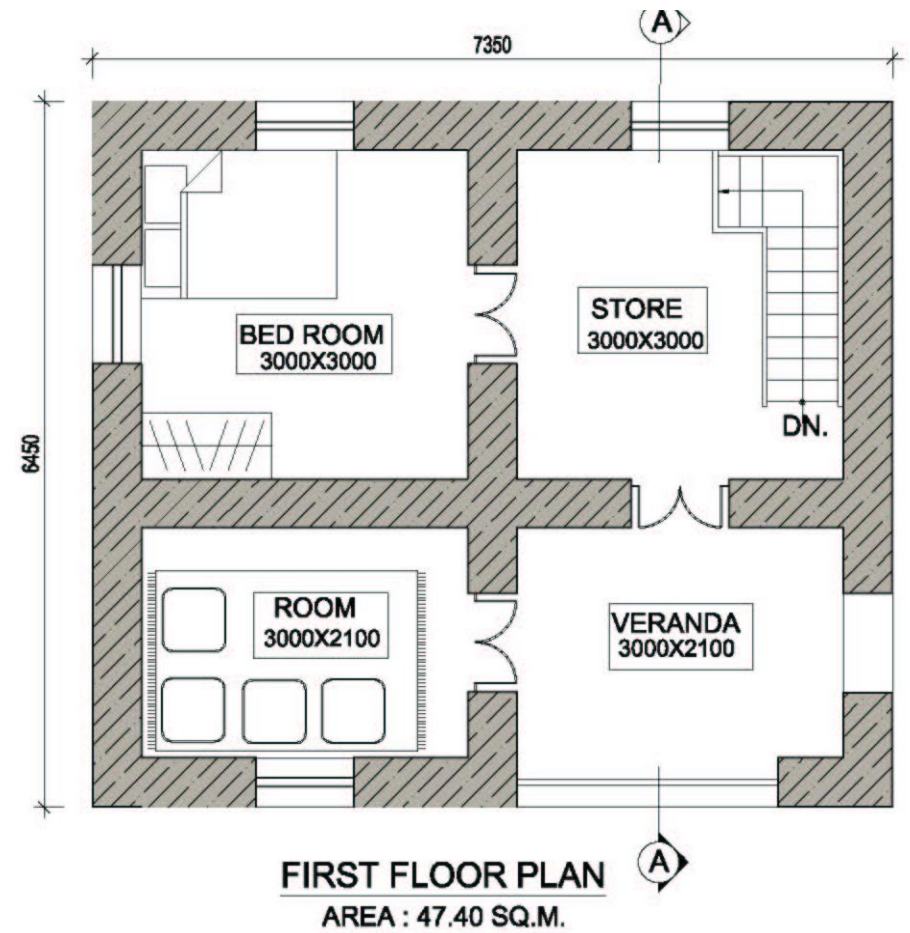 A
7350
6450
BED ROOM
3000X3000
STORE
3000X3000
DN.
ROOM
3000X2100
VERANDA
3000X2100
A
FIRST FLOOR PLAN
AREA : 47.40 SQ.M.